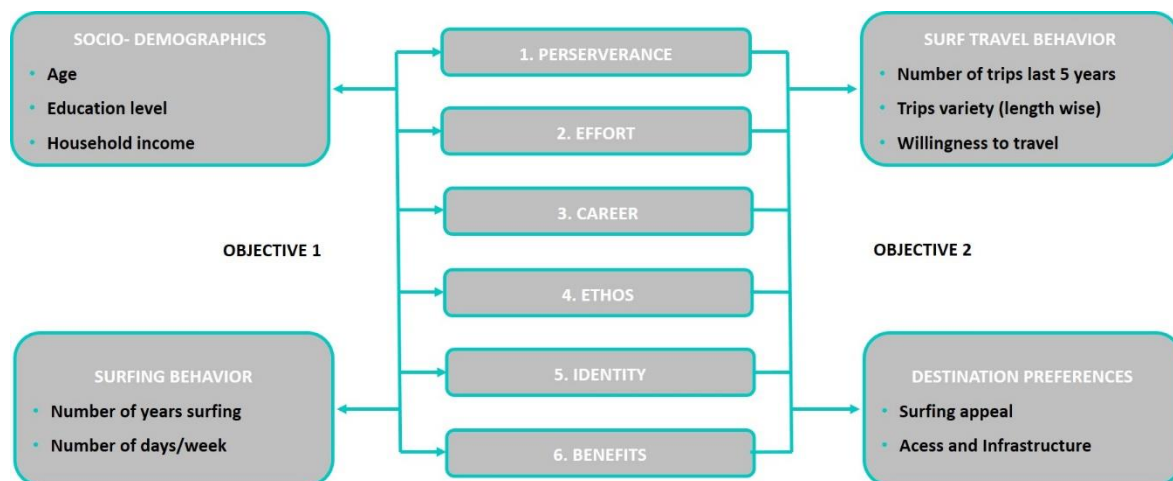 SOCIO- DEMOGRAPHICS
• Age
• Education level
• Household income
OBJECTIVE 1
SURFING BEHAVIOR
• Number of years surfing
• Number of days/week
1. PERSERVERANCE
2. EFFORT
3. CAREER
4. ETHOS
5. IDENTITY
6. BENEFITS
SURF TRAVEL BEHAVIOR
• Number of trips last 5 years
• Trips variety (length wise)
• Willingness to travel
OBJECTIVE 2
DESTINATION PREFERENCES
• Surfing appeal
• Acess and Infrastructure